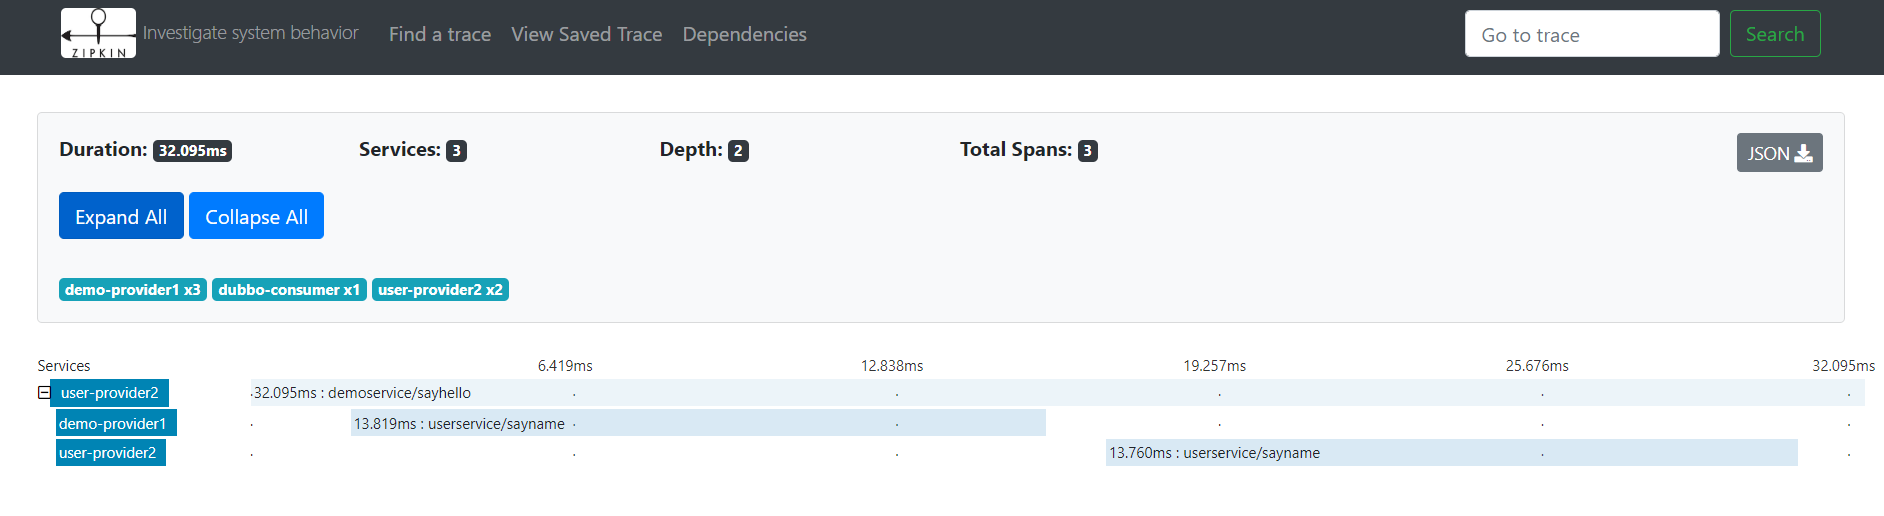 ZIPKIN Investigate system behavior Find a trace View Saved Trace Dependencies Go to trace Search
Duration: 32.095ms Services: 3 Depth: 2 Total Spans: 3 JSON
Expand All Collapse All
demo-provider1 x3 dubbo-consumer x1 user-provider2 x2
Services 6.419ms 12.838ms 19.257ms 25.676ms 32.095ms
user-provider2 32.095ms : demoservice/sayhello
demo-provider1 13.819ms : userservice/sayname
user-provider2 13.760ms : userservice/sayname